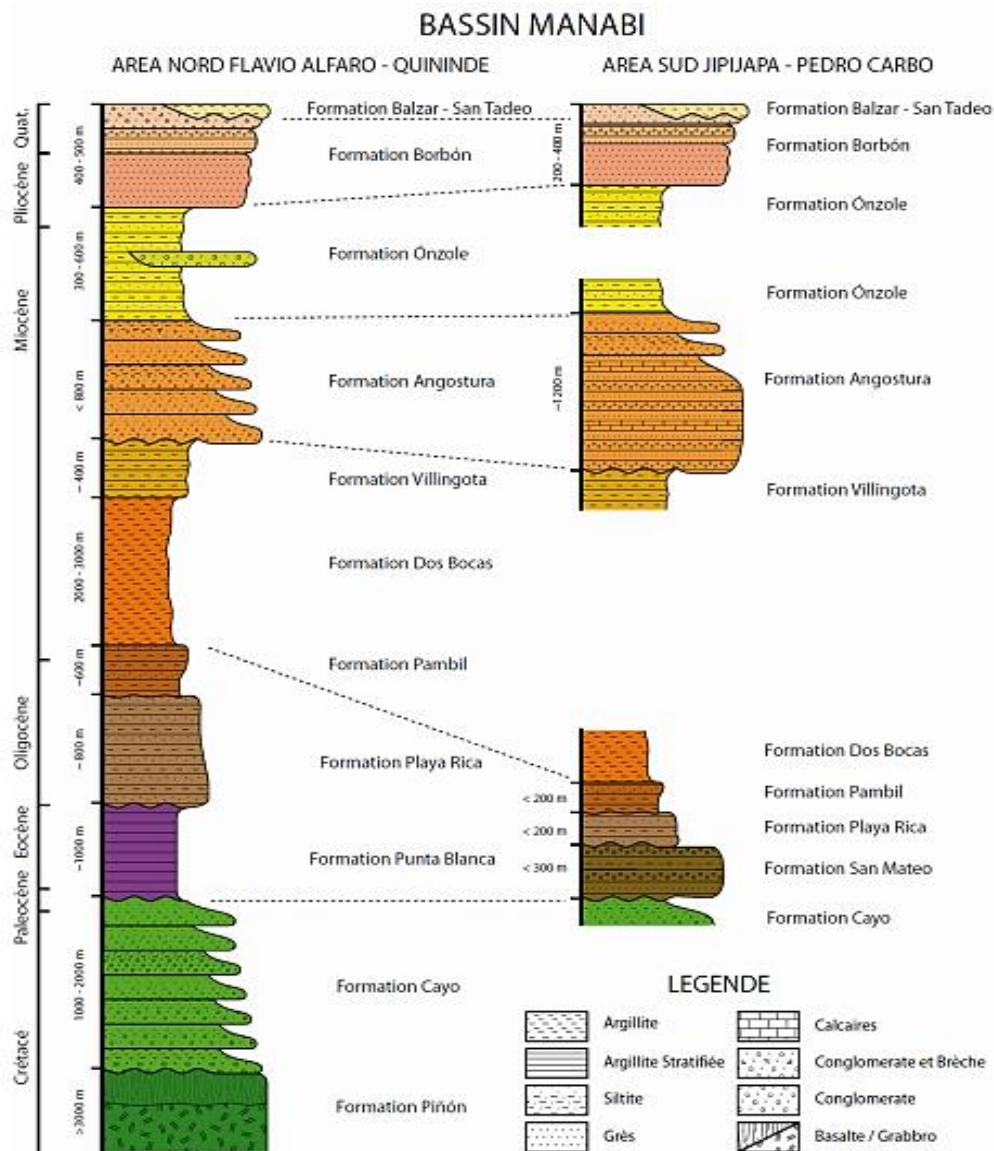 BASSIN MANABI
AREA NORD FLAVIO ALFARO - QUININDE
AREA SUD JIPIJAPA - PEDRO CARBO
Quat.
Pliocène
Miocène
Oligocène
Eocène
Paleocène
Crétacé
400 - 500 m
300 - 600 m
< 800 m
~ 400 m
2000 - 3000 m
~600 m
~ 800 m
~1000 m
1000 - 2000 m
>3000 m
Formation Balzar - San Tadeo
Formation Borbón
Formation Ónzole
Formation Angostura
Formation Villingota
Formation Dos Bocas
Formation Pambil
Formation Playa Rica
Formation Punta Blanca
Formation Cayo
Formation Piñón
200 - 400 m
~1200 m
< 200 m
< 200 m
< 300 m
Formation Balzar - San Tadeo
Formation Borbón
Formation Ónzole
Formation Ónzole
Formation Angostura
Formation Villingota
Formation Dos Bocas
Formation Pambil
Formation Playa Rica
Formation San Mateo
Formation Cayo
LEGENDE
Argillite
Argillite Stratifiée
Siltite
Grès
Calcaires
Conglomerate et Brèche
Conglomerate
Basalte / Grabbro